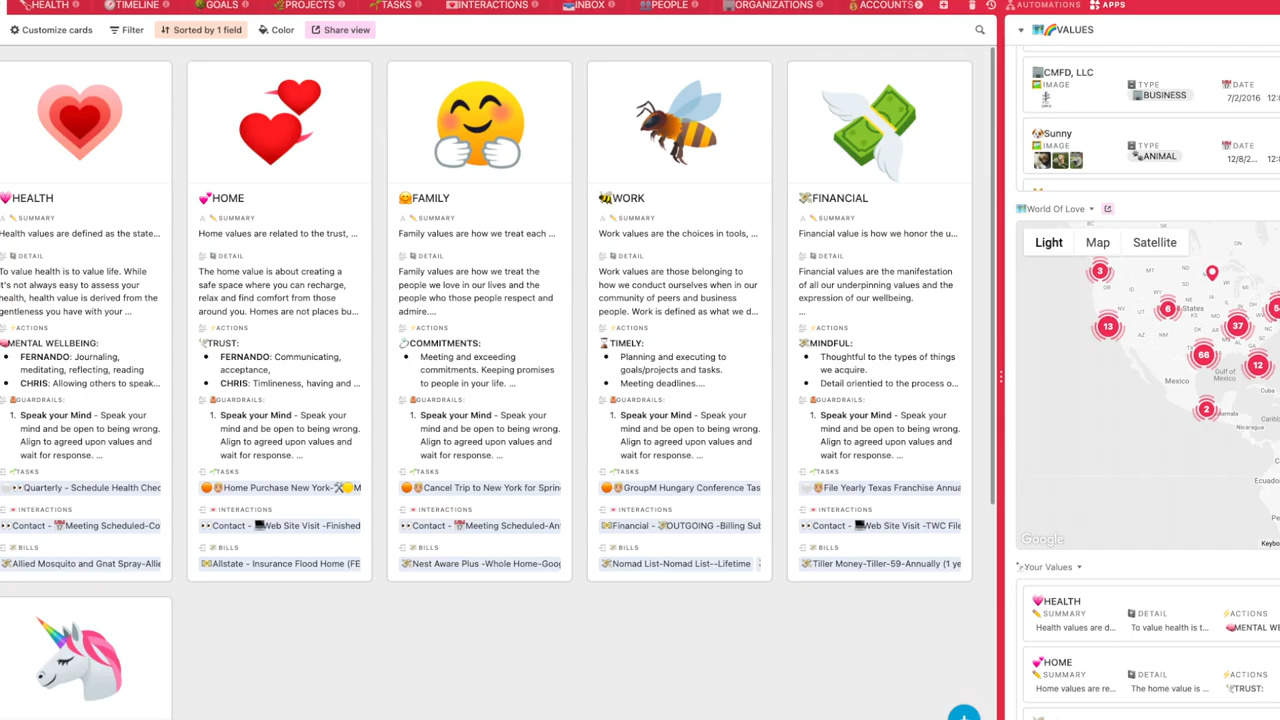 HEALTH
TIMELINE
GOALS
PROJECTS
TASKS
INTERACTIONS
INBOX
PEOPLE
ORGANIZATIONS
ACCOUNTS
AUTOMATIONS
APPS
Customize cards
Filter
Sorted by 1 field
Color
Share view
HEALTH
SUMMARY
Health values are defined as the state...
DETAIL
To value health is to value life. While
it's not always easy to assess your
health, health value is derived from the
gentleness you have with your ...
ACTIONS
MENTAL WELLBEING:
FERNANDO: Journaling,
meditating, reflecting, reading
CHRIS: Allowing others to speak...
GUARDRAILS:
1. Speak your Mind - Speak your
mind and be open to being wrong.
Align to agreed upon values and
wait for response. ...
TASKS
Quarterly - Schedule Health Chec
INTERACTIONS
Contact - Meeting Scheduled-Co
BILLS
Allied Mosquito and Gnat Spray-Allie
HOME
SUMMARY
Home values are related to the trust, ...
DETAIL
The home value is about creating a
safe space where you can recharge,
relax and find comfort from those
around you. Homes are not places bu...
ACTIONS
TRUST:
FERNANDO: Communicating,
acceptance,
CHRIS: Timliness, having and ...
GUARDRAILS:
1. Speak your Mind - Speak your
mind and be open to being wrong.
Align to agreed upon values and
wait for response. ...
TASKS
Home Purchase New York-
INTERACTIONS
Contact - Web Site Visit -Finished
BILLS
Allstate - Insurance Flood Home (FE
FAMILY
SUMMARY
Family values are how we treat each ...
DETAIL
Family values are how we treat the
people we love in our lives and the
people who those people respect and
admire....
ACTIONS
COMMITMENTS:
Meeting and exceeding
commitments. Keeping promises
to people in your life. ...
GUARDRAILS:
1. Speak your Mind - Speak your
mind and be open to being wrong.
Align to agreed upon values and
wait for response. ...
TASKS
Cancel Trip to New York for Sprin
INTERACTIONS
Contact - Meeting Scheduled-An
BILLS
Nest Aware Plus -Whole Home-Goog
WORK
SUMMARY
Work values are the choices in tools, ...
DETAIL
Work values are those belonging to
how we conduct ourselves when in our
community of peers and business
people. Work is defined as what we d...
ACTIONS
TIMELY:
Planning and executing to
goals/projects and tasks.
Meeting deadlines....
GUARDRAILS:
1. Speak your Mind - Speak your
mind and be open to being wrong.
Align to agreed upon values and
wait for response. ...
TASKS
GroupM Hungary Conference Tas
INTERACTIONS
Financial - OUTGOING -Billing Sub
BILLS
Nomad List-Nomad List--Lifetime
FINANCIAL
SUMMARY
Financial value is how we honor the u...
DETAIL
Financial values are the manifestation
of all our underpinning values and the
expression of our wellbeing.
...
ACTIONS
MINDFUL:
Thoughtful to the types of things
we acquire.
Detail oriented to the process o...
GUARDRAILS:
1. Speak your Mind - Speak your
mind and be open to being wrong.
Align to agreed upon values and
wait for response. ...
TASKS
File Yearly Texas Franchise Annua
INTERACTIONS
Contact - Web Site Visit -TWC File
BILLS
Tiller Money-Tiller-59-Annually (1 ye
VALUES
CMFD, LLC
IMAGE
TYPE
BUSINESS
DATE
7/2/2016 12:0
Sunny
IMAGE
TYPE
ANIMAL
DATE
12/8/2... 12:0
World Of Love
Light
Map
Satellite
3
6
States
13
37
66
12
2
Mexico
Gulf of
Mexico
Cuba
Nicaragua
Google
Your Values
HEALTH
SUMMARY
Health values are d...
DETAIL
To value health is t...
ACTIONS
MENTAL WE
HOME
SUMMARY
Home values are re...
DETAIL
The home value is ...
ACTIONS
TRUST: